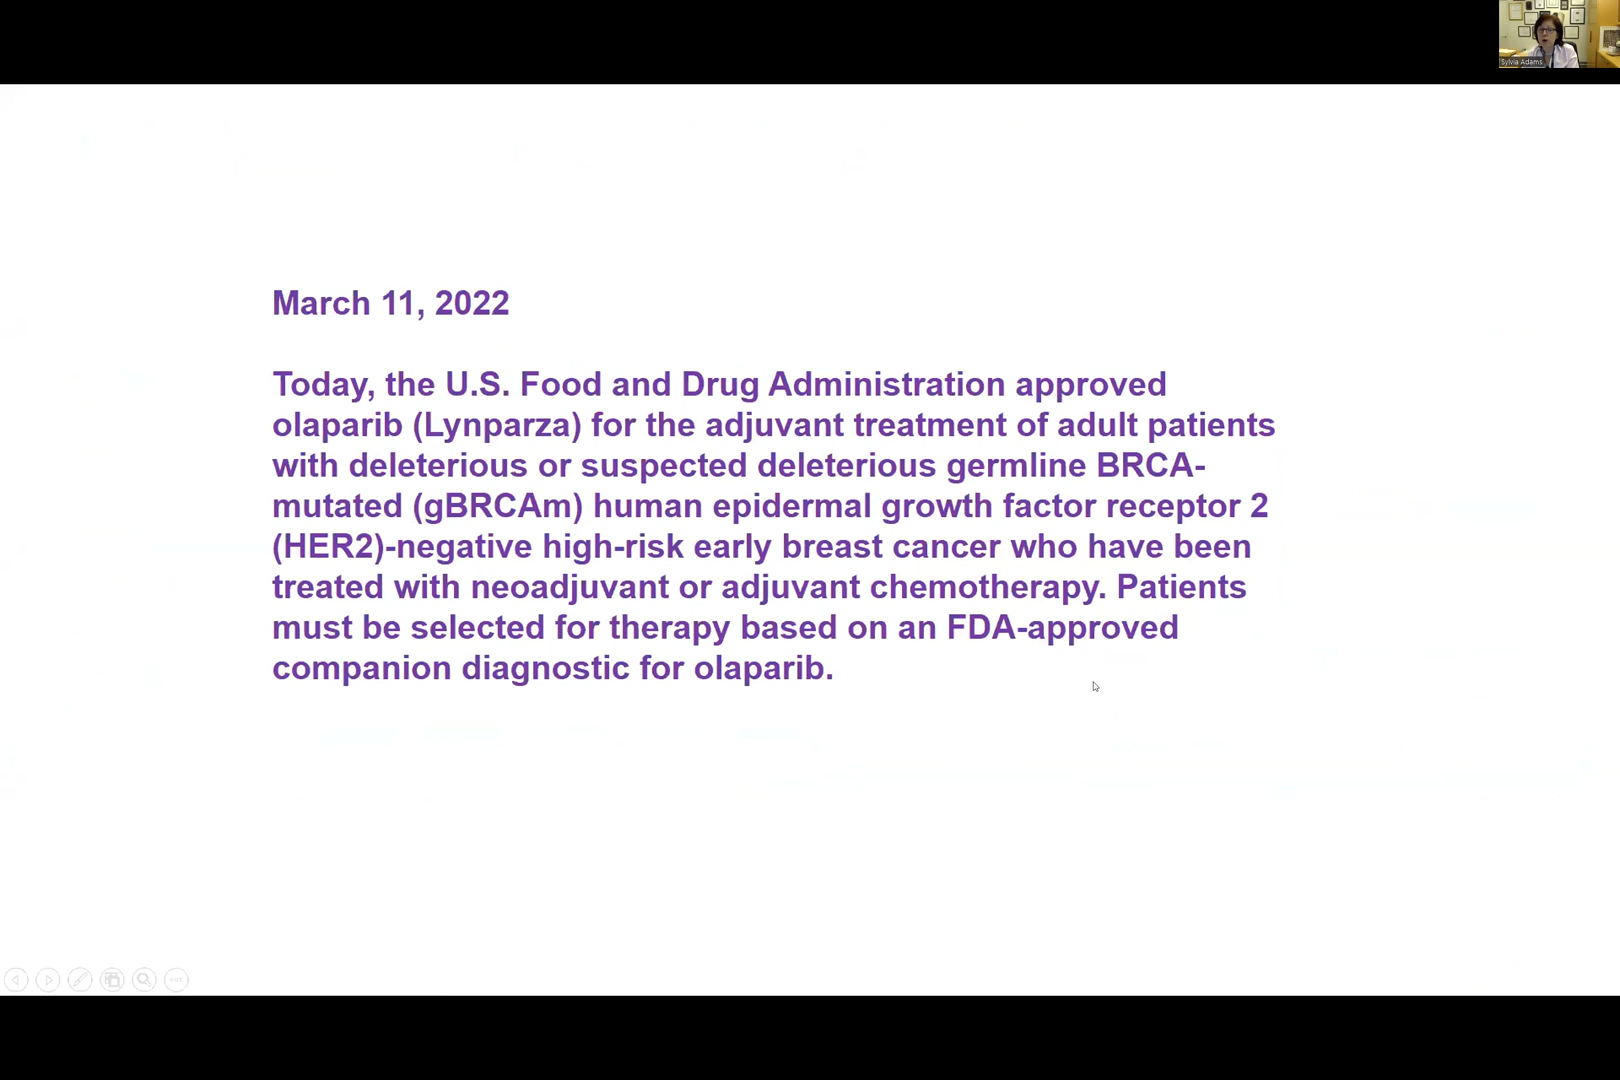 Sylvia Adams
March 11, 2022
Today, the U.S. Food and Drug Administration approved
olaparib (Lynparza) for the adjuvant treatment of adult patients
with deleterious or suspected deleterious germline BRCA-
mutated (gBRCAm) human epidermal growth factor receptor 2
(HER2)-negative high-risk early breast cancer who have been
treated with neoadjuvant or adjuvant chemotherapy. Patients
must be selected for therapy based on an FDA-approved
companion diagnostic for olaparib.